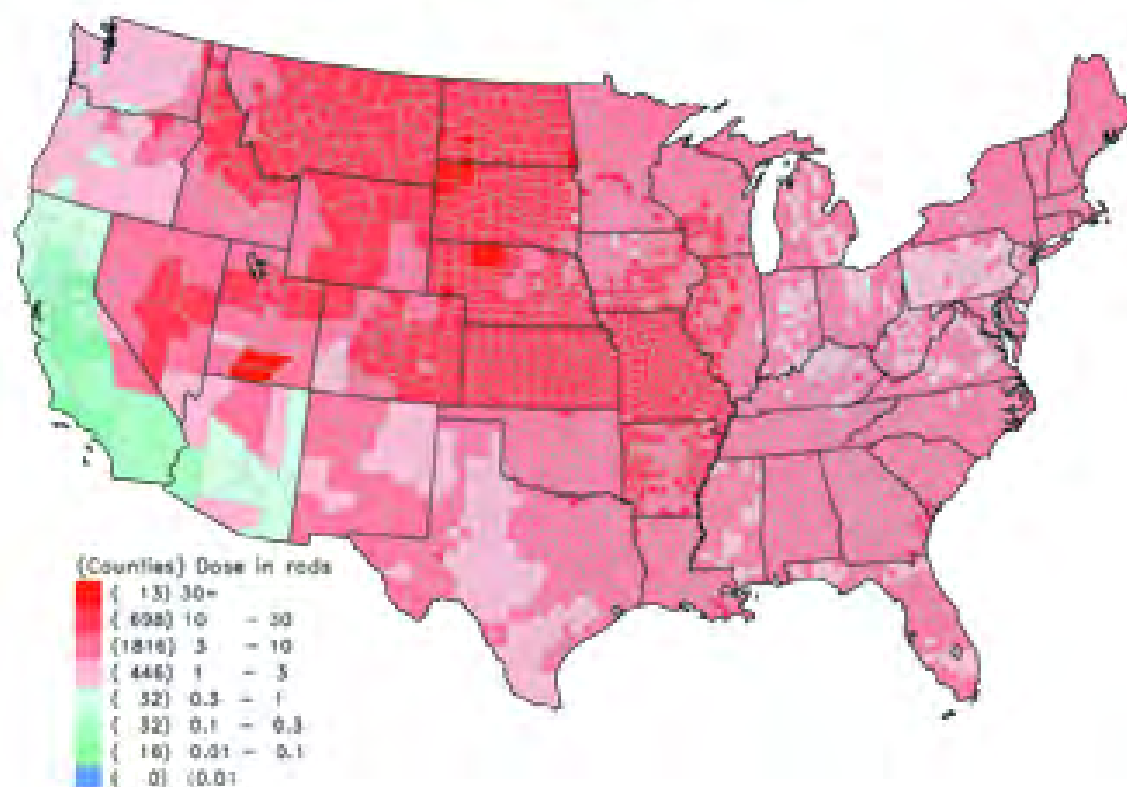 (Counties) Dose in rads
( 13) 30+
( 698) 10 - 30
(1816) 3 - 10
( 446) 1 - 3
( 32) 0.3 - 1
( 32) 0.1 - 0.3
( 16) 0.01 - 0.1
( 0) <0.01